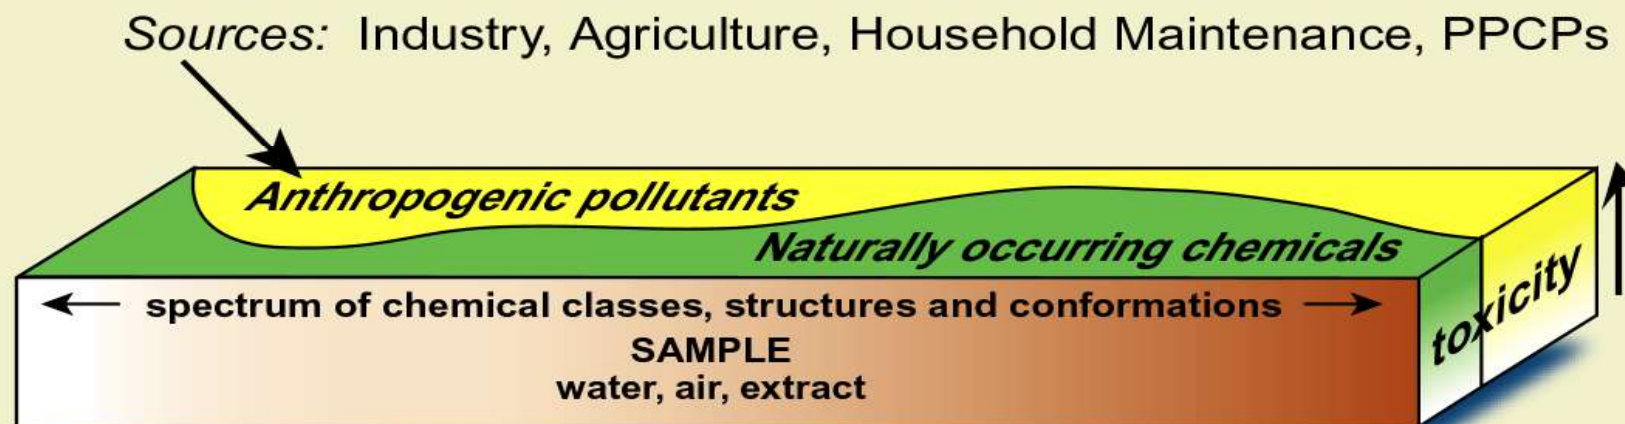 Sources: Industry, Agriculture, Household Maintenance, PPCPs
Anthropogenic pollutants
Naturally occurring chemicals
spectrum of chemical classes, structures and conformations
SAMPLE
water, air, extract
toxicity